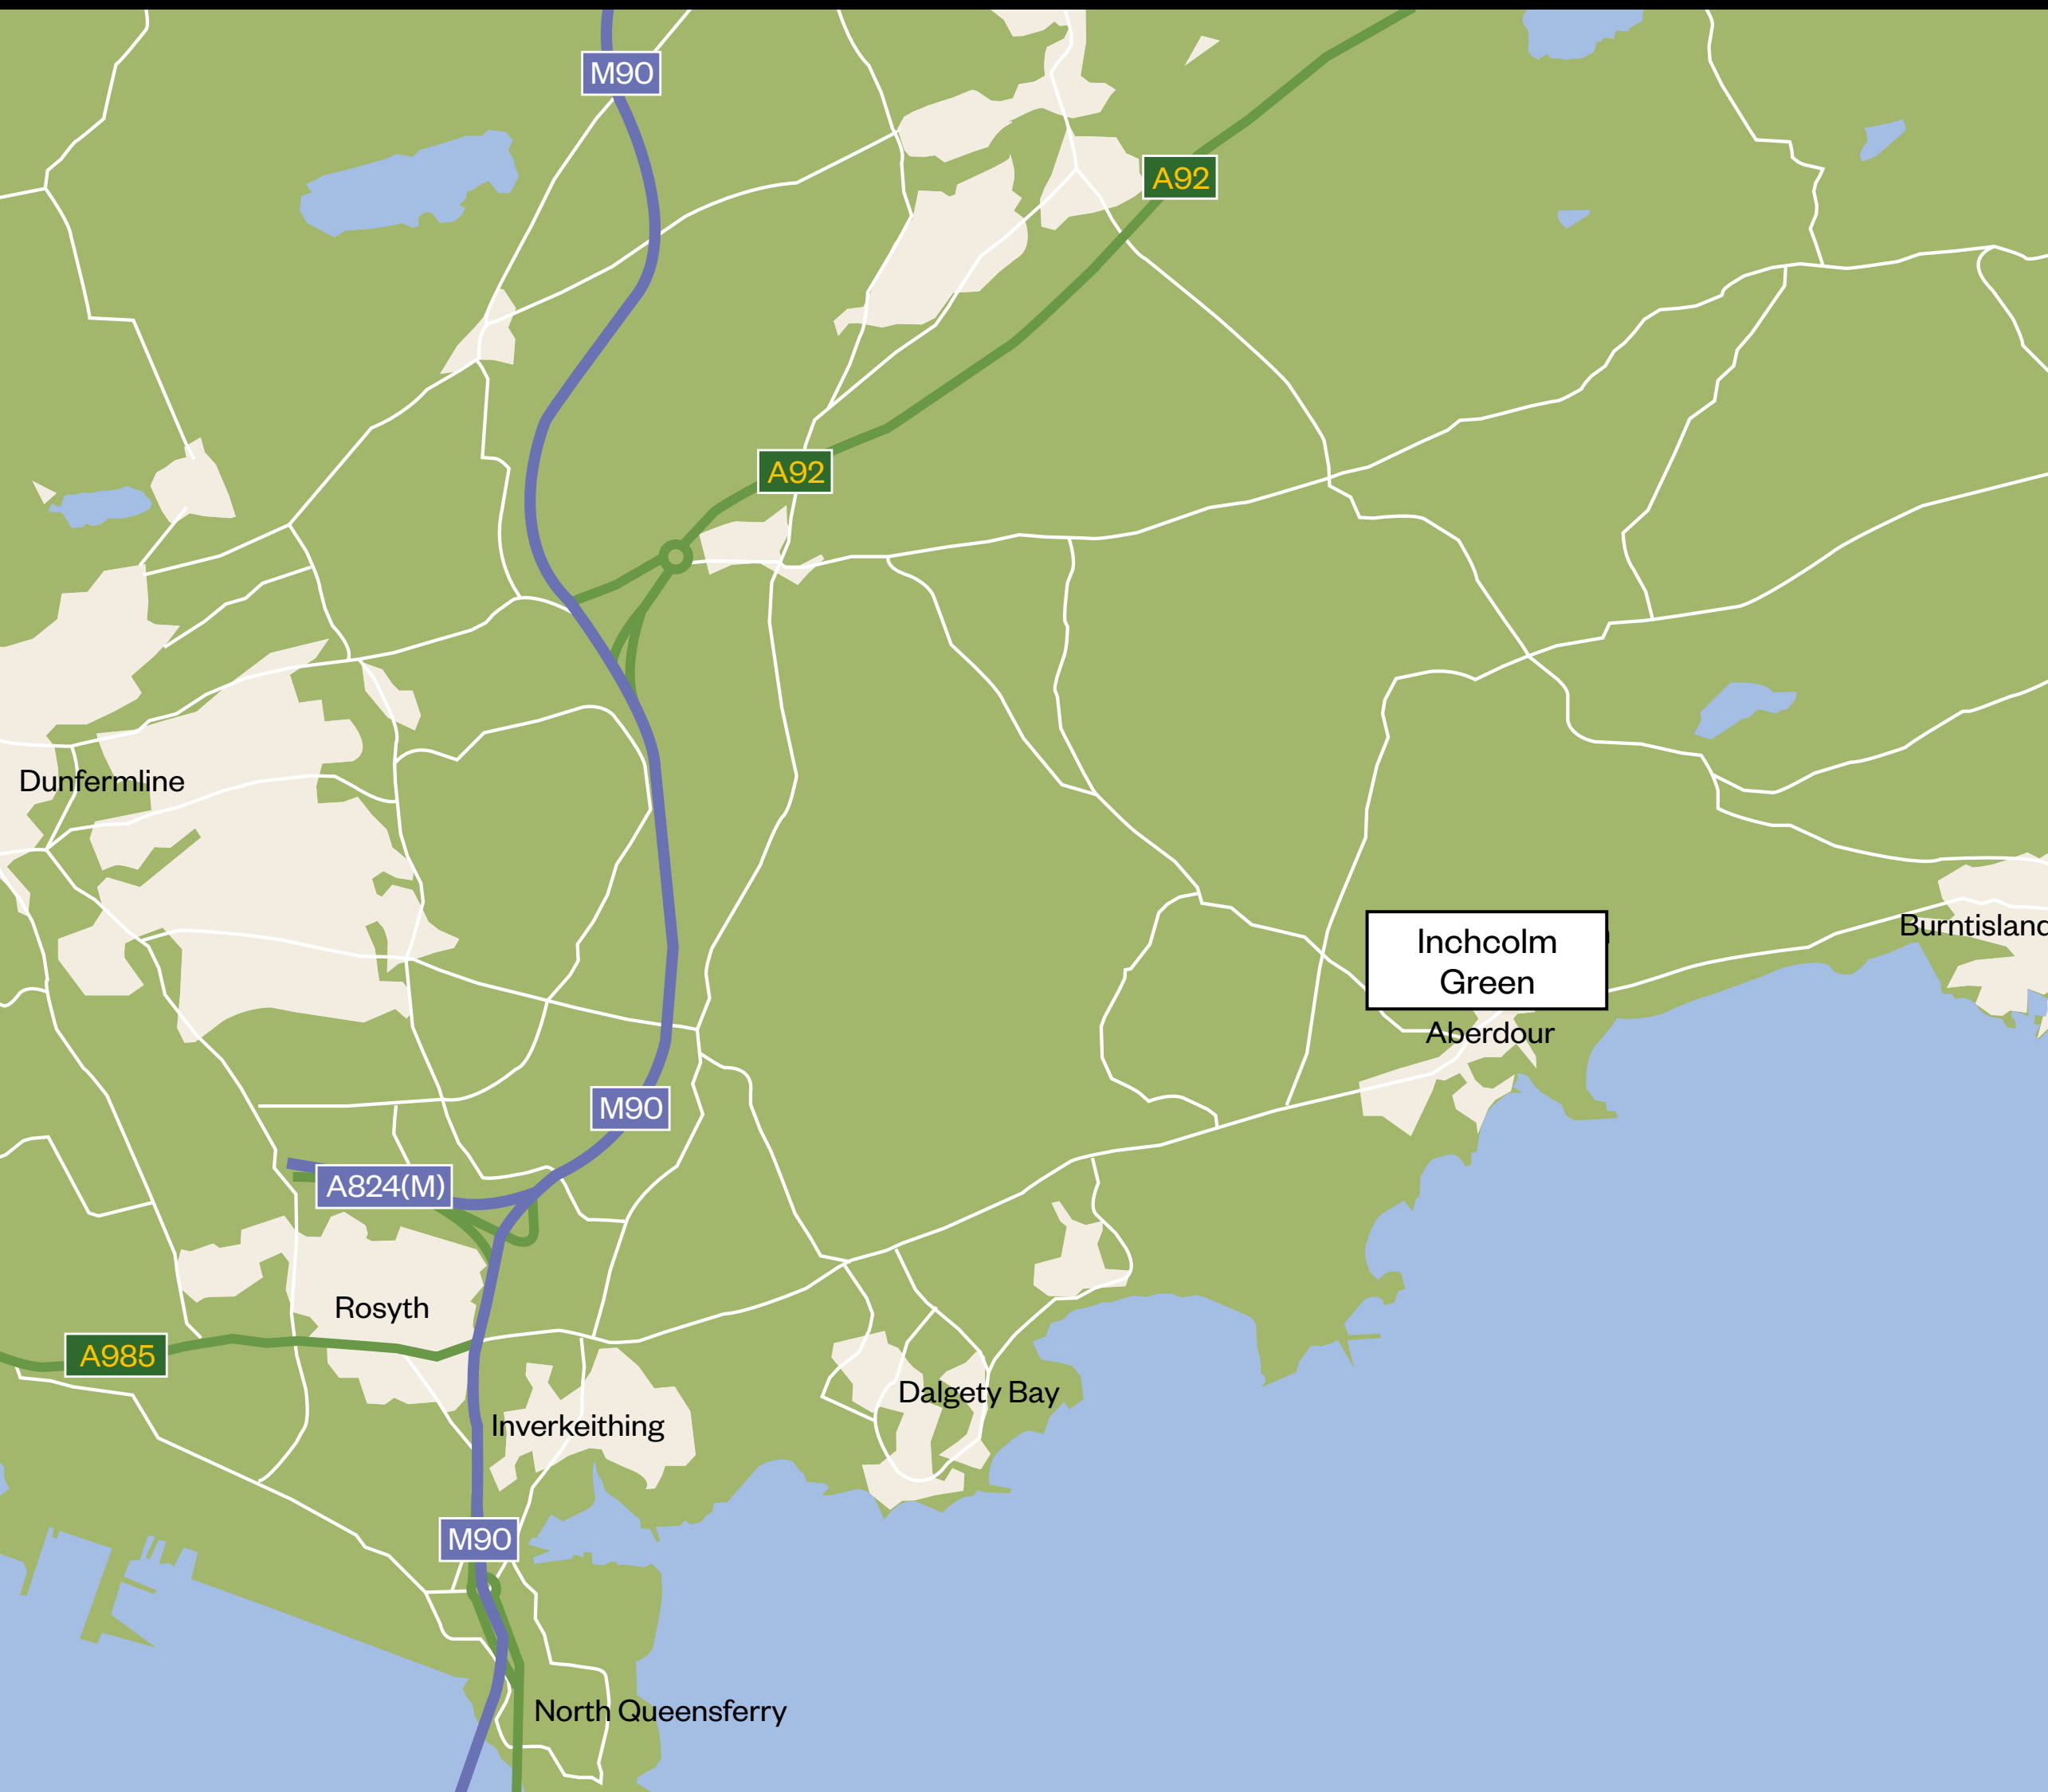 M90
A92
A92
Dunfermline
Burntisland
Inchcolm
Green
Aberdour
M90
A824(M)
Rosyth
A985
Dalgety Bay
Inverkeithing
M90
North Queensferry